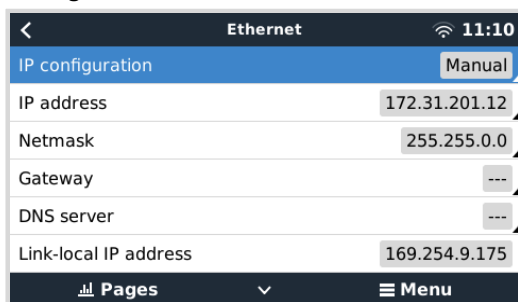 Ethernet 11:10
IP configuration Manual
IP address 172.31.201.12
Netmask 255.255.0.0
Gateway ---
DNS server ---
Link-local IP address 169.254.9.175
Pages Menu